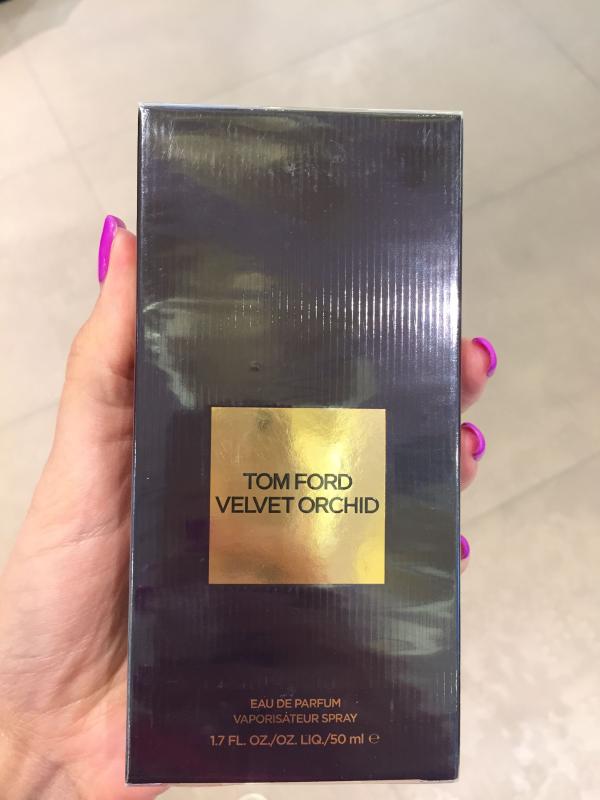 TOM FORD
VELVET ORCHID
EAU DE PARFUM
VAPORISATEUR SPRAY
1.7 FL. OZ./OZ. LIQ./50 ml ℮